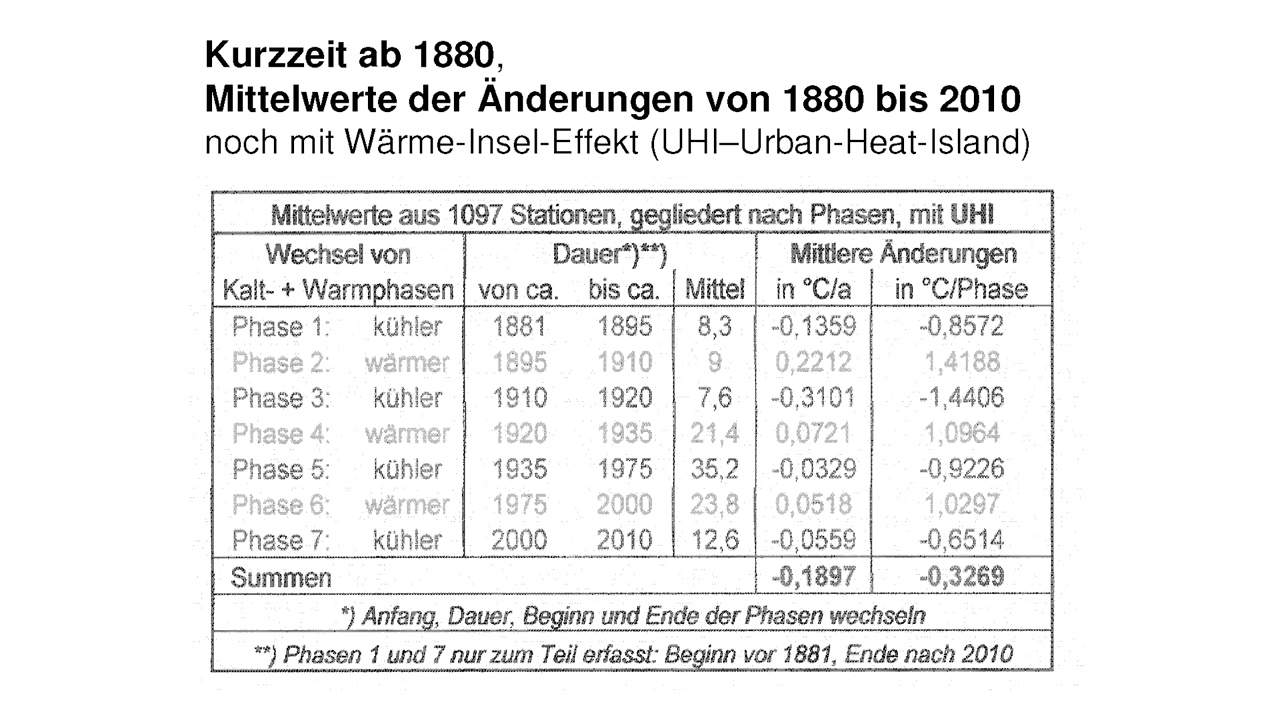 Kurzzeit ab 1880,
Mittelwerte der Änderungen von 1880 bis 2010
noch mit Wärme-Insel-Effekt (UHI–Urban-Heat-Island)
Mittelwerte aus 1097 Stationen, gegliedert nach Phasen, mit UHI
Wechsel von Dauer*)**) Mittlere Änderungen
Kalt- + Warmphasen von ca. bis ca. Mittel in °C/a in °C/Phase
Phase 1: kühler 1881 1895 8,3 -0,1359 -0,8572
Phase 2: wärmer 1895 1910 9 0,2212 1,4188
Phase 3: kühler 1910 1920 7,6 -0,3101 -1,4406
Phase 4: wärmer 1920 1935 21,4 0,0721 1,0964
Phase 5: kühler 1935 1975 35,2 -0,0329 -0,9226
Phase 6: wärmer 1975 2000 23,8 0,0518 1,0297
Phase 7: kühler 2000 2010 12,6 -0,0559 -0,6514
Summen -0,1897 -0,3269
*) Anfang, Dauer, Beginn und Ende der Phasen wechseln
**) Phasen 1 und 7 nur zum Teil erfasst: Beginn vor 1881, Ende nach 2010